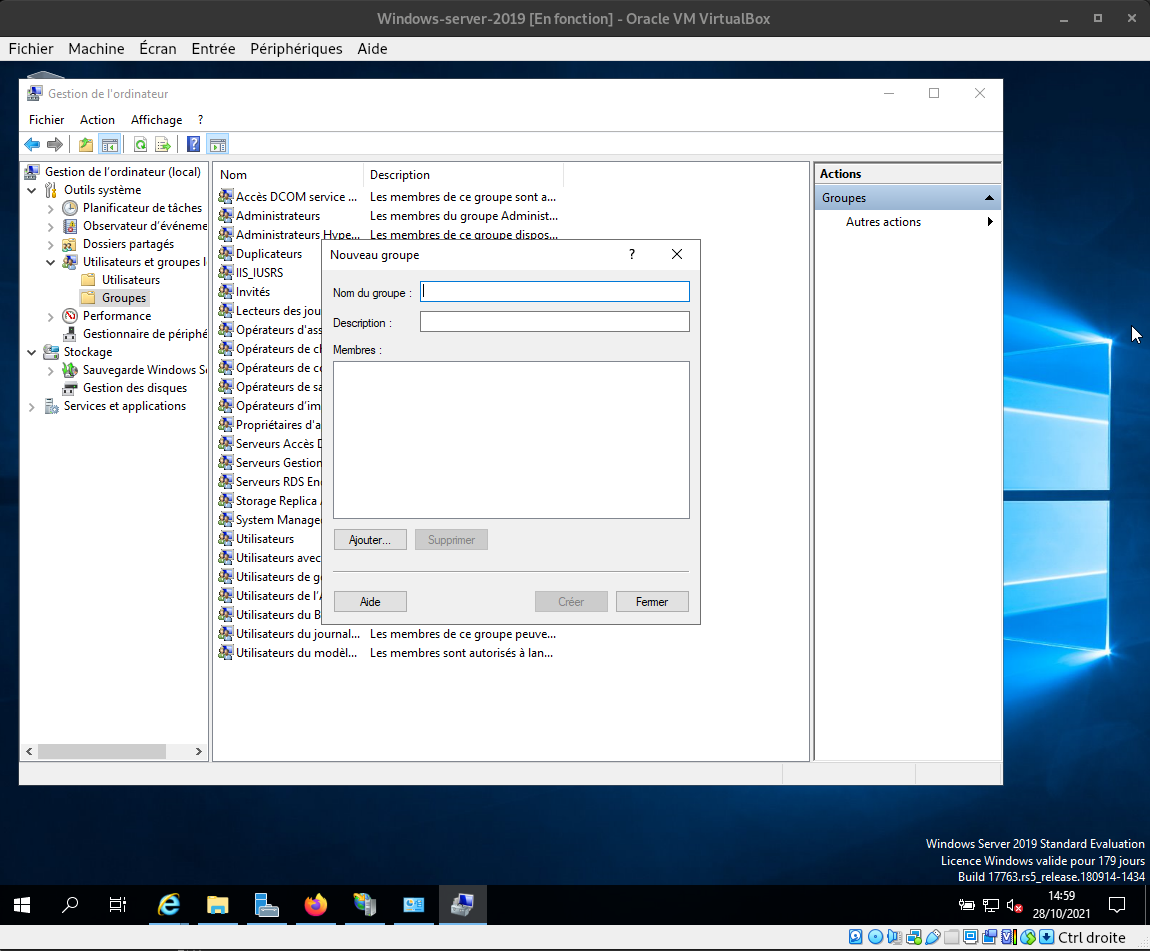 Windows-server-2019 [En fonction] - Oracle VM VirtualBox
Fichier Machine Écran Entrée Périphériques Aide
Gestion de l'ordinateur
Fichier Action Affichage ?
Gestion de l'ordinateur (local)
Outils système
Planificateur de tâches
Observateur d'événeme
Dossiers partagés
Utilisateurs et groupes l
Utilisateurs
Groupes
Performance
Gestionnaire de périphé
Stockage
Sauvegarde Windows Se
Gestion des disques
Services et applications
Nom Description
Accès DCOM service ... Les membres de ce groupe sont a...
Administrateurs Les membres du groupe Administ...
Administrateurs Hype... Les membres de ce groupe dispos...
Duplicateurs
IIS_IUSRS
Invités
Lecteurs des jou
Opérateurs d'ass
Opérateurs de ch
Opérateurs de co
Opérateurs de sa
Opérateurs d'im
Propriétaires d'a
Serveurs Accès D
Serveurs Gestion
Serveurs RDS En
Storage Replica
System Manage
Utilisateurs
Utilisateurs avec
Utilisateurs de g
Utilisateurs de l'A
Utilisateurs du B
Utilisateurs du journal... Les membres de ce groupe peuve...
Utilisateurs du modèl... Les membres sont autorisés à lan...
Nouveau groupe ?
Nom du groupe :
Description :
Membres :
Ajouter... Supprimer
Aide Créer Fermer
Actions
Groupes
Autres actions
Windows Server 2019 Standard Evaluation
Licence Windows valide pour 179 jours
Build 17763.rs5_release.180914-1434
14:59
28/10/2021
Ctrl droite